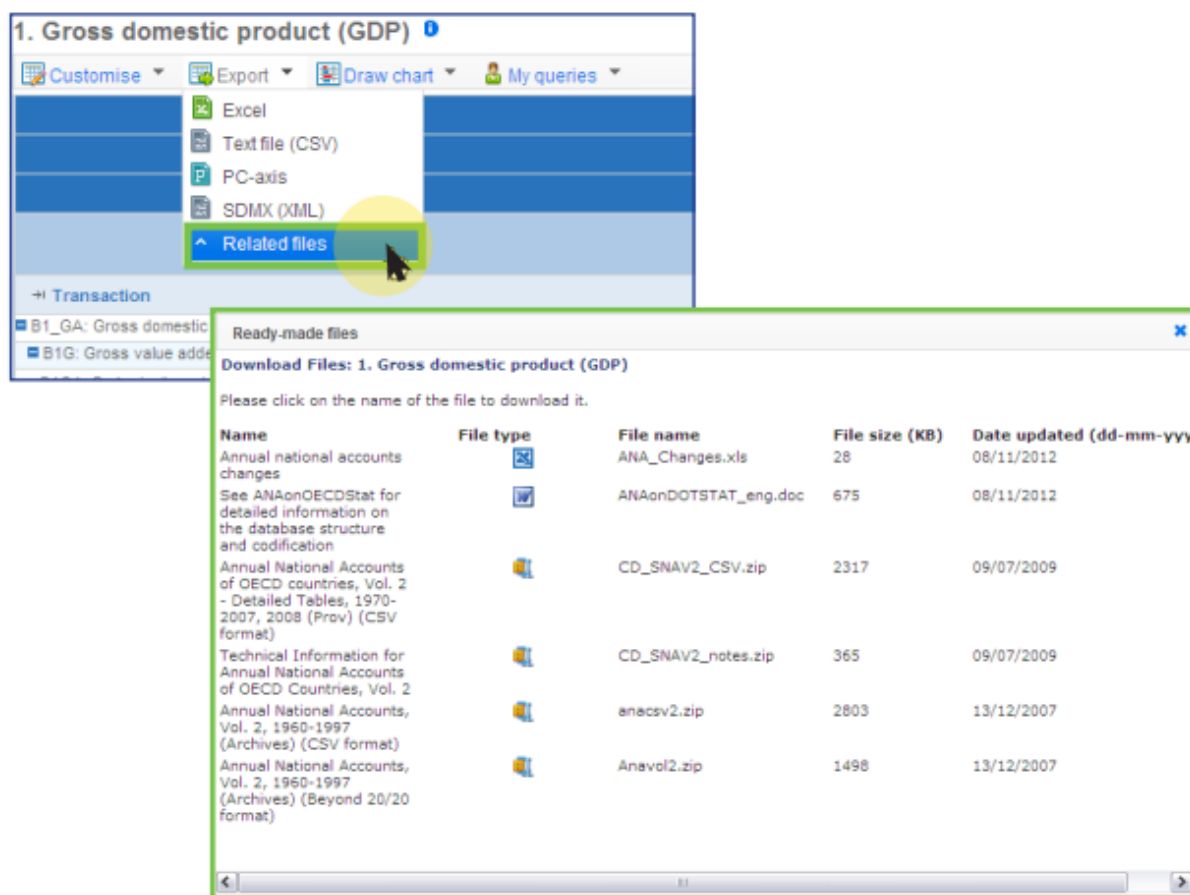 1. Gross domestic product (GDP)
Customise Export Draw chart My queries
Excel
Text file (CSV)
PC-axis
SDMX (XML)
Related files
Transaction
B1_GA: Gross domestic
B1G: Gross value adde
Ready-made files
Download Files: 1. Gross domestic product (GDP)
Please click on the name of the file to download it.
Name File type File name File size (KB) Date updated (dd-mm-yyy
Annual national accounts ANA_Changes.xls 28 08/11/2012
changes
See ANAonOECDStat for ANAonDOTSTAT_eng.doc 675 08/11/2012
detailed information on
the database structure
and codification
Annual National Accounts CD_SNAV2_CSV.zip 2317 09/07/2009
of OECD countries, Vol. 2
- Detailed Tables, 1970-
2007, 2008 (Prov) (CSV
format)
Technical Information for CD_SNAV2_notes.zip 365 09/07/2009
Annual National Accounts
of OECD Countries, Vol. 2
Annual National Accounts, anacsv2.zip 2803 13/12/2007
Vol. 2, 1960-1997
(Archives) (CSV format)
Annual National Accounts, Anavol2.zip 1498 13/12/2007
Vol. 2, 1960-1997
(Archives) (Beyond 20/20
format)